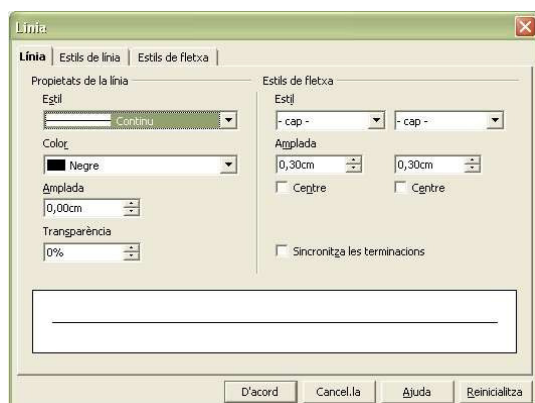 Línia
Línia Estils de línia Estils de fletxa
Propietats de la línia
Estil
Continu
Color
Negre
Amplada
0,00cm
Transparència
0%
Estils de fletxa
Estil
- cap - - cap -
Amplada
0,30cm 0,30cm
Centre Centre
Sincronitza les terminacions
D'acord Cancel.la Ajuda Reinicialitza